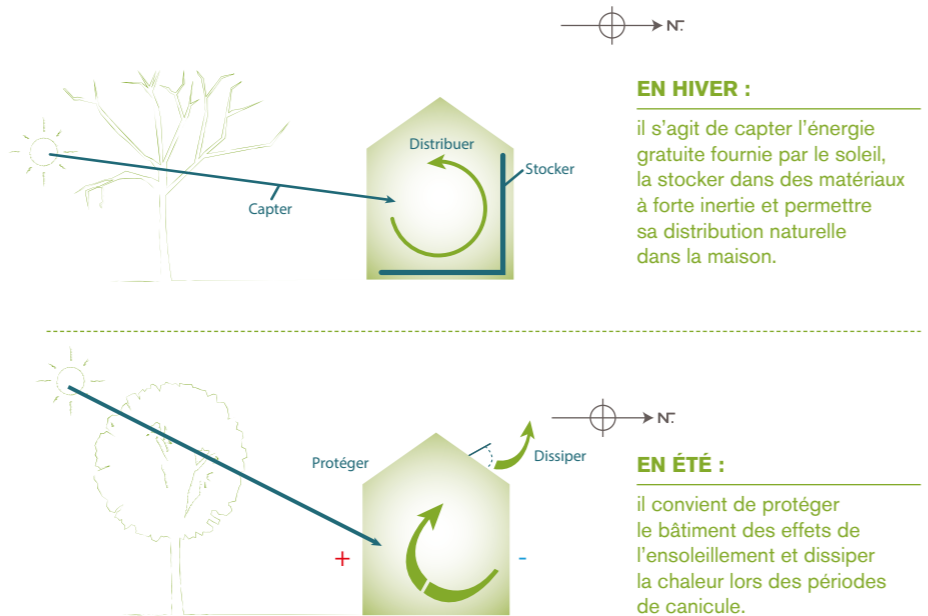 N.
EN HIVER :
il s’agit de capter l’énergie
gratuite fournie par le soleil,
la stocker dans des matériaux
à forte inertie et permettre
sa distribution naturelle
dans la maison.
Distribuer
Stocker
Capter
N.
EN ÉTÉ :
il convient de protéger
le bâtiment des effets de
l’ensoleillement et dissiper
la chaleur lors des périodes
de canicule.
Protéger
Dissiper
+
-